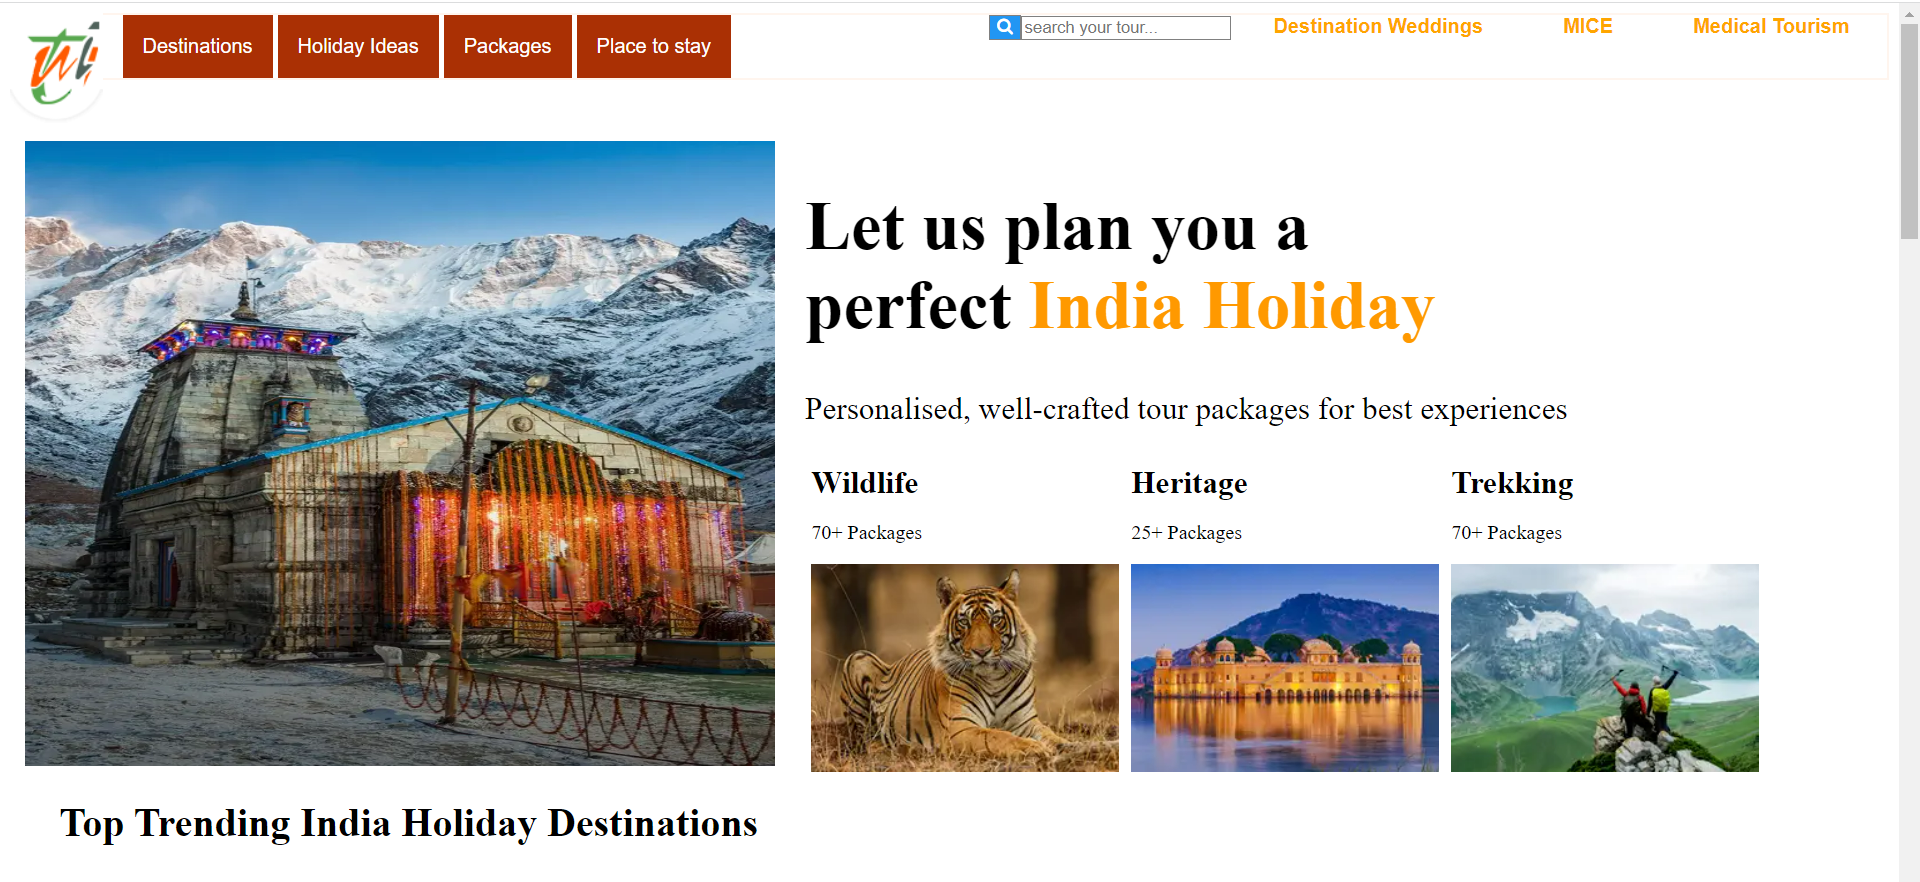 twi
Destinations
Holiday Ideas
Packages
Place to stay
search your tour...
Destination Weddings
MICE
Medical Tourism
Let us plan you a
perfect India Holiday
Personalised, well-crafted tour packages for best experiences
Wildlife
Heritage
Trekking
70+ Packages
25+ Packages
70+ Packages
Top Trending India Holiday Destinations